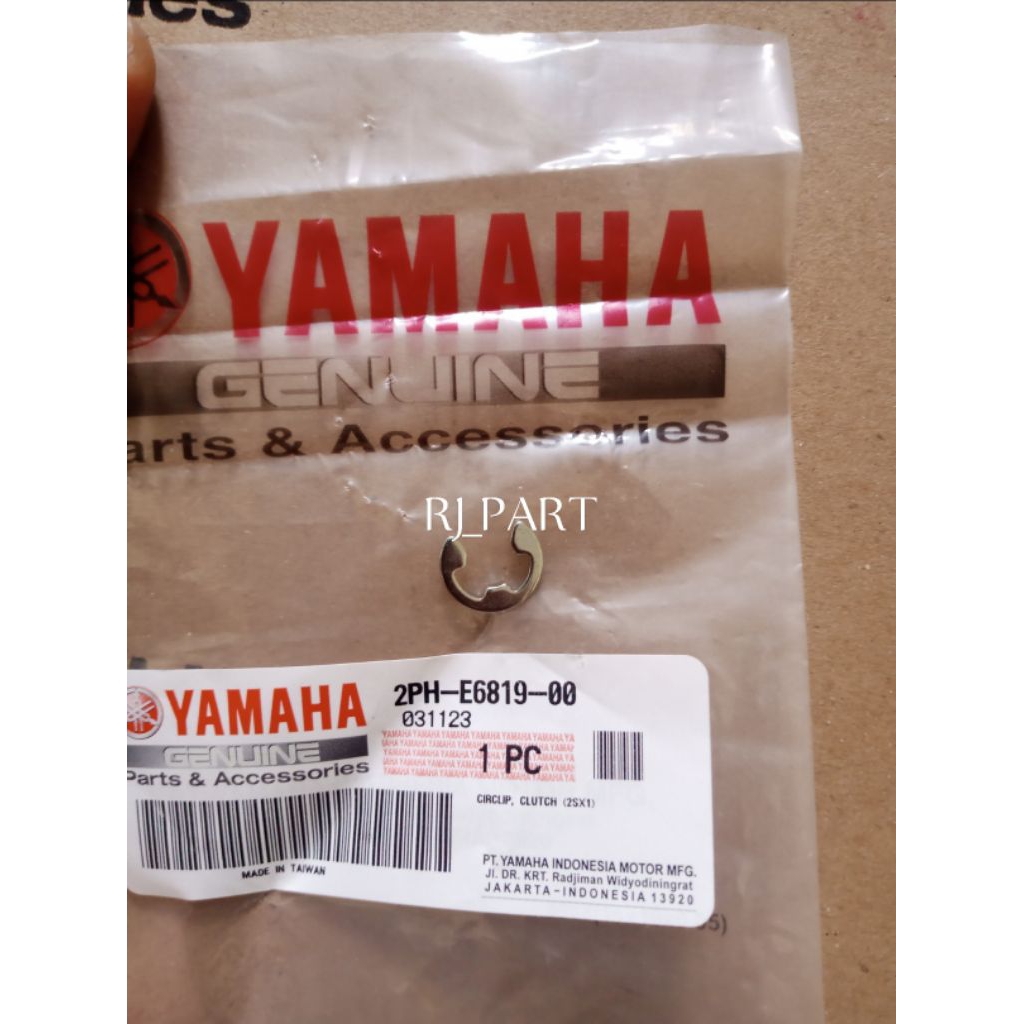 YAMAHA
GENUINE
arts & Accessories
RJ_PART
YAMAHA
GENUINE
Parts & Accessories
2PH-E6819-00
031123
1 PC
CIRCLIP, CLUTCH (2SX1)
MADE IN TAIWAN
PT. YAMAHA INDONESIA MOTOR MFG.
Jl. DR. KRT. Radjiman Widyodiningrat
JAKARTA-INDONESIA 13920